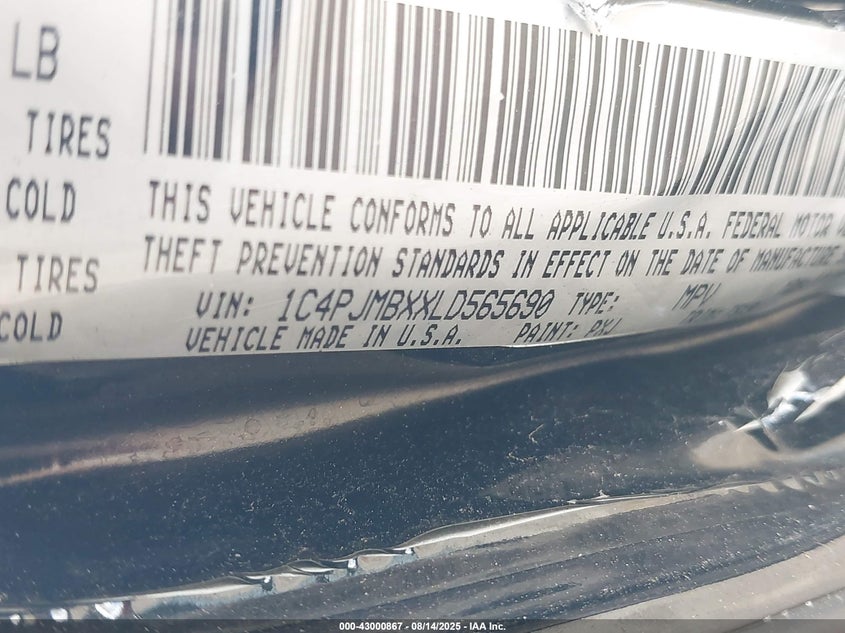 LB
TIRES
COLD
TIRES
COLD
THIS VEHICLE CONFORMS TO ALL APPLICABLE U.S.A. FEDERAL MOTOR
THEFT PREVENTION STANDARDS IN EFFECT ON THE DATE OF MANUFACTURE
VIN: 1C4PJMBXXLD565690 TYPE: MPV
VEHICLE MADE IN U.S.A. PAINT: PXJ
000-43000867 | 08/14/2025 - IAA Inc.